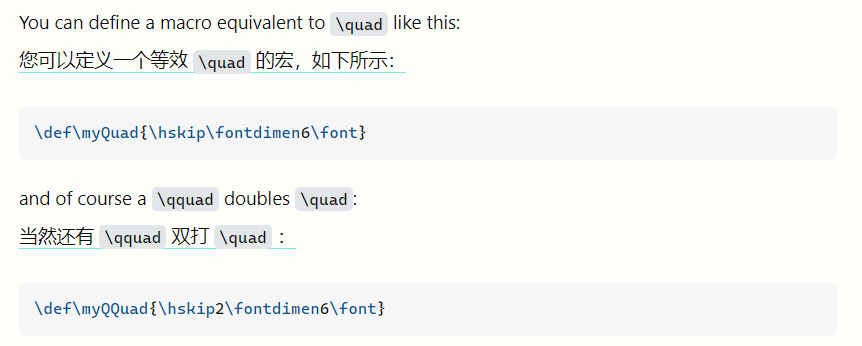 You can define a macro equivalent to \quad like this:
您可以定义一个等效 \quad 的宏，如下所示：
\def\myQuad{\hskip\fontdimen6\font}
and of course a \qquad doubles \quad:
当然还有 \qquad 双打 \quad ：
\def\myQQuad{\hskip2\fontdimen6\font}